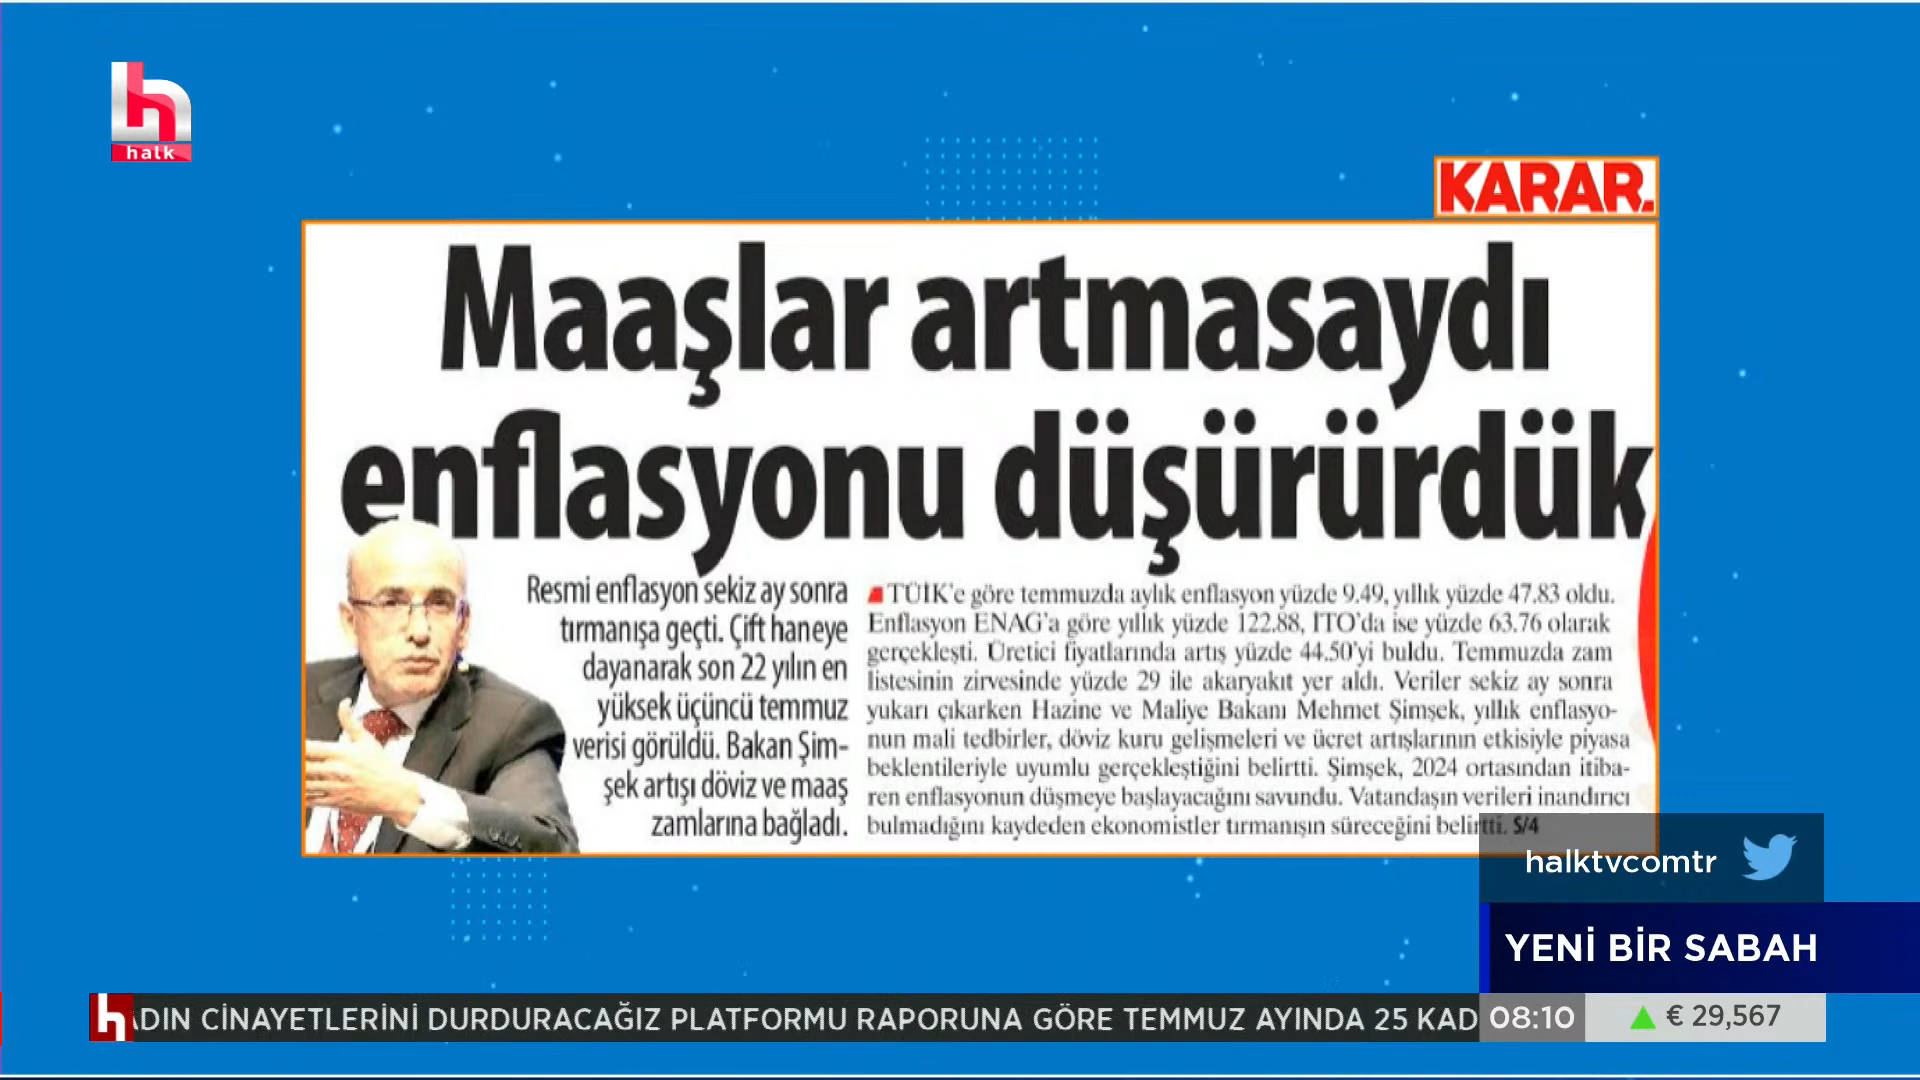 halk
KARAR.
Maaşlar artmasaydı
enflasyonu düşürürdük
Resmi enflasyon sekiz ay sonra
tırmanışa geçti. Çift haneye
dayanarak son 22 yılın en
yüksek üçüncü temmuz
verisi görüldü. Bakan Şim-
şek artışı döviz ve maaş
zamlarına bağladı.
TÜİK'e göre temmuzda aylık enflasyon yüzde 9.49, yıllık yüzde 47.83 oldu.
Enflasyon ENAG'a göre yıllık yüzde 122.88, İTO'da ise yüzde 63.76 olarak
gerçekleşti. Üretici fiyatlarında artış yüzde 44.50'yi buldu. Temmuzda zam
listesinin zirvesinde yüzde 29 ile akaryakıt yer aldı. Veriler sekiz ay sonra
yukarı çıkarken Hazine ve Maliye Bakanı Mehmet Şimşek, yıllık enflasyo-
nun mali tedbirler, döviz kuru gelişmeleri ve ücret artışlarının etkisiyle piyasa
beklentileriyle uyumlu gerçekleştiğini belirtti. Şimşek, 2024 ortasından itiba-
ren enflasyonun düşmeye başlayacağını savundu. Vatandaşın verileri inandırıcı
bulmadığını kaydeden ekonomistler tırmanışın süreceğini belirtti. S/4
halktvcomtr
YENİ BİR SABAH
ADIN CİNAYETLERİNİ DURDURACAĞIZ PLATFORMU RAPORUNA GÖRE TEMMUZ AYINDA 25 KAD
08:10
€ 29,567